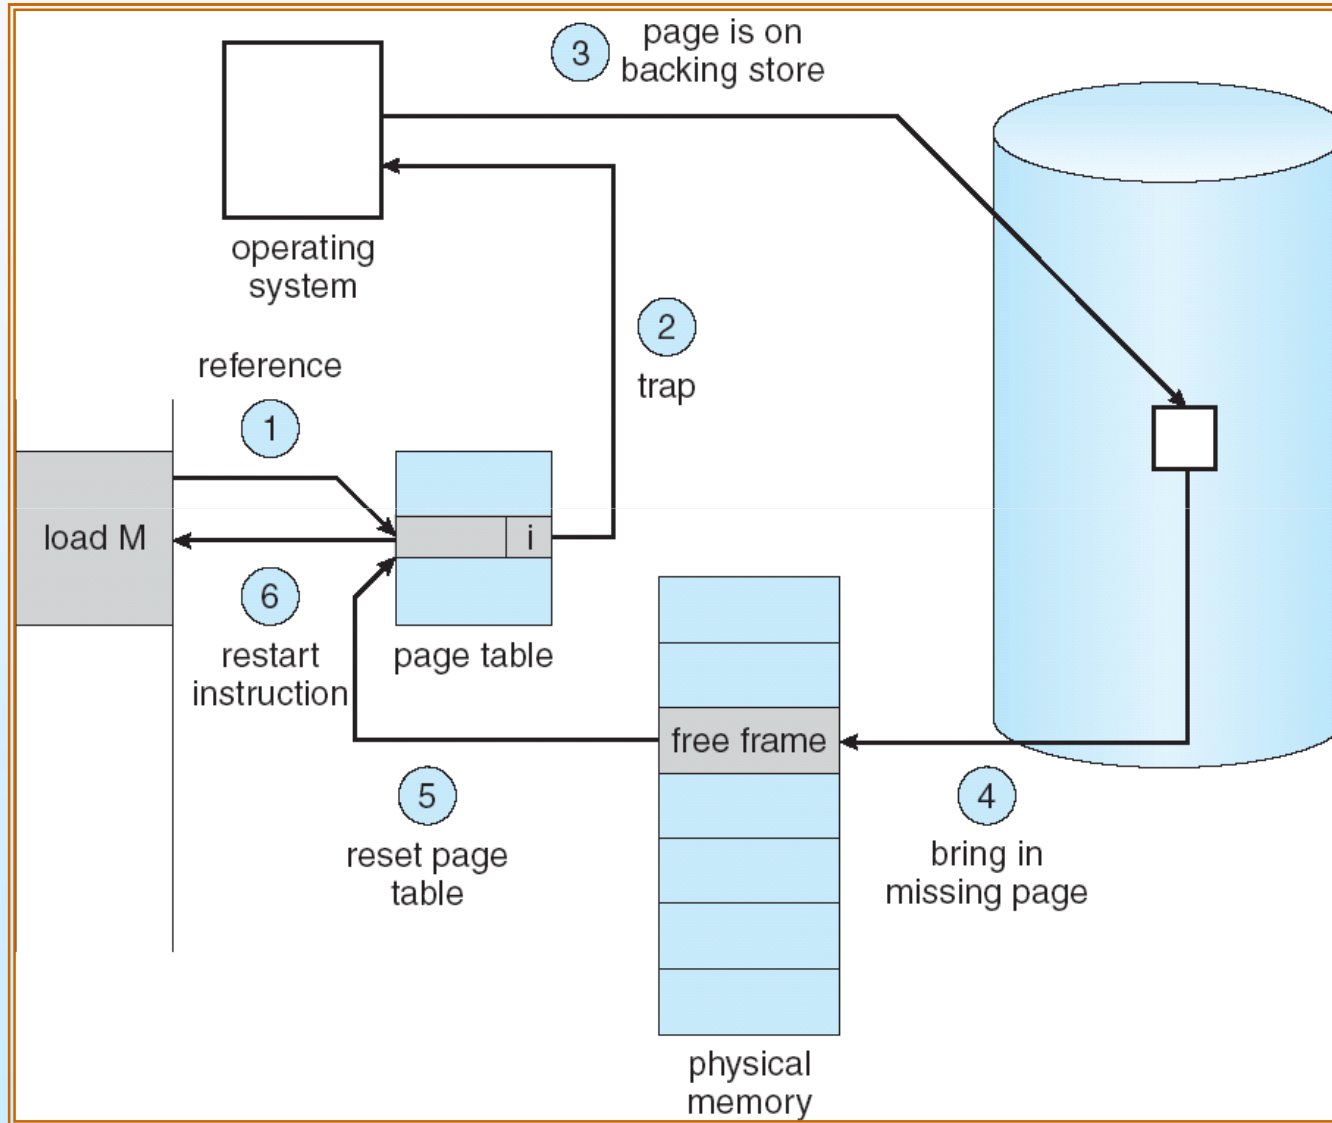 3
page is on
backing store
operating
system
2
trap
reference
1
load M
i
6
restart
instruction
page table
free frame
5
reset page
table
4
bring in
missing page
physical
memory